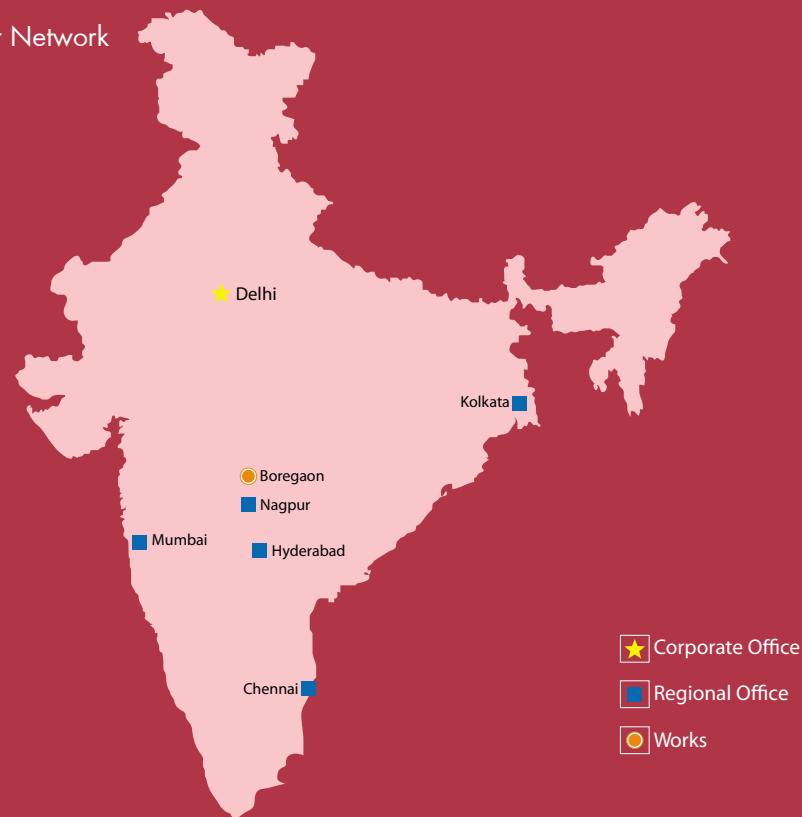 Network
Delhi
Kolkata
Boregaon
Nagpur
Mumbai
Hyderabad
Chennai
Corporate Office
Regional Office
Works